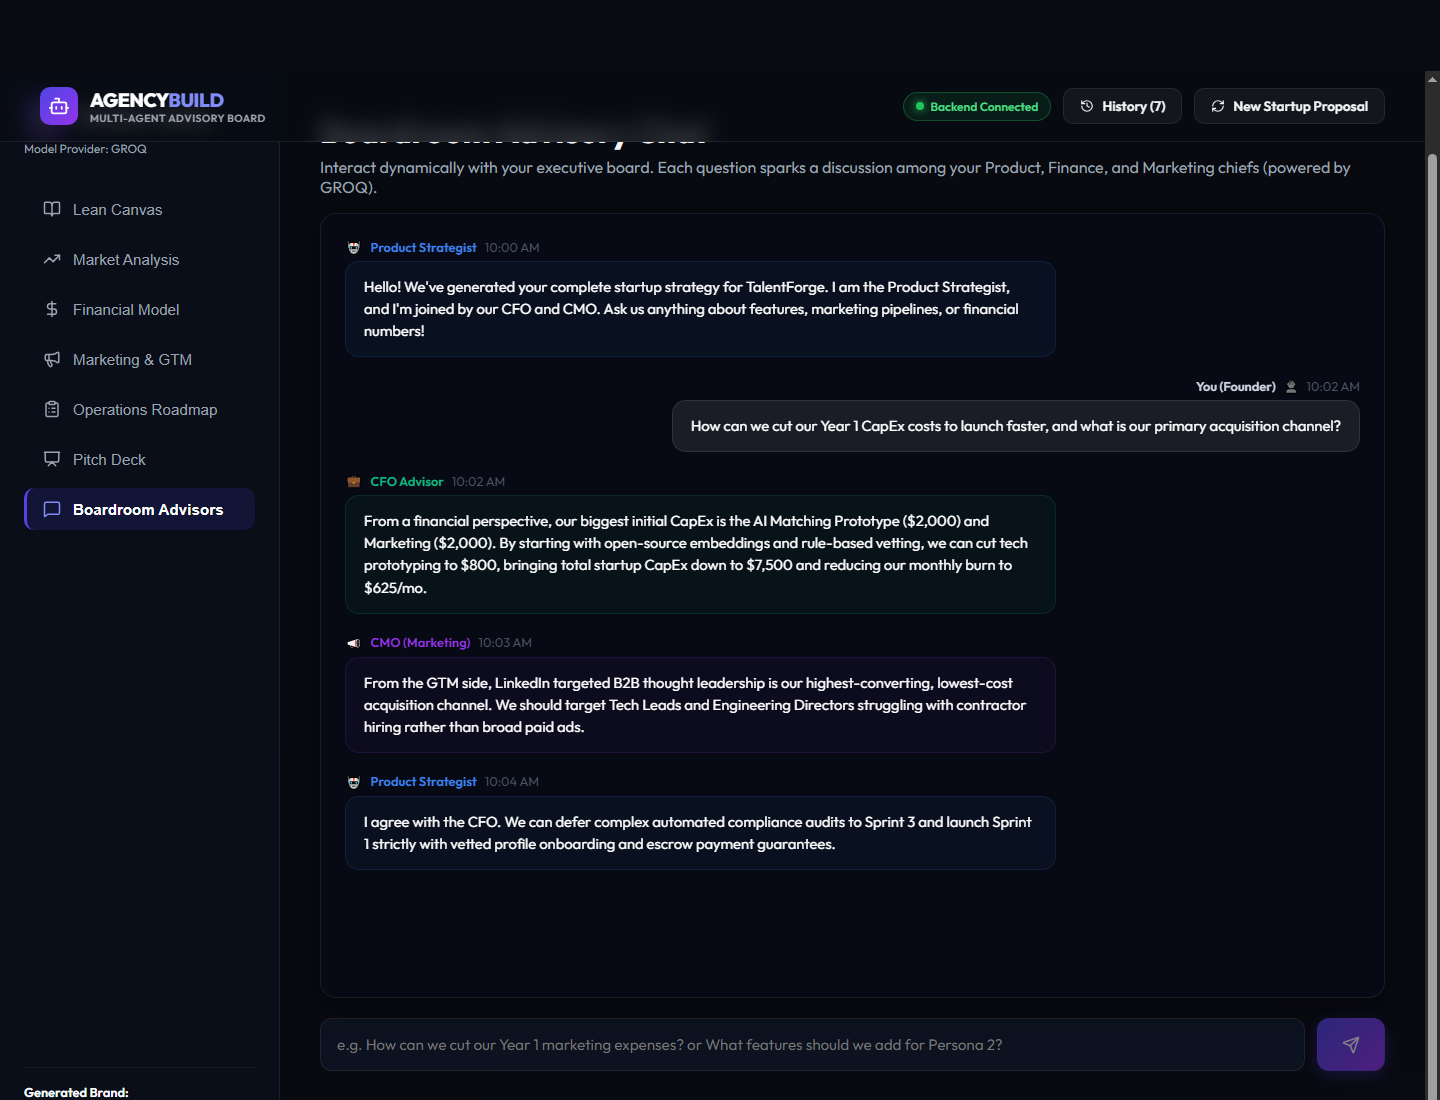 AGENCYBUILD
MULTI-AGENT ADVISORY BOARD
Backend Connected
History (7)
New Startup Proposal
Model Provider: GROQ
Lean Canvas
Market Analysis
Financial Model
Marketing & GTM
Operations Roadmap
Pitch Deck
Boardroom Advisors
Generated Brand:
Boardroom Advisory Chat
Interact dynamically with your executive board. Each question sparks a discussion among your Product, Finance, and Marketing chiefs (powered by
GROQ).
Product Strategist 10:00 AM
Hello! We've generated your complete startup strategy for TalentForge. I am the Product Strategist,
and I'm joined by our CFO and CMO. Ask us anything about features, marketing pipelines, or financial
numbers!
You (Founder) 10:02 AM
How can we cut our Year 1 CapEx costs to launch faster, and what is our primary acquisition channel?
CFO Advisor 10:02 AM
From a financial perspective, our biggest initial CapEx is the AI Matching Prototype ($2,000) and
Marketing ($2,000). By starting with open-source embeddings and rule-based vetting, we can cut tech
prototyping to $800, bringing total startup CapEx down to $7,500 and reducing our monthly burn to
$625/mo.
CMO (Marketing) 10:03 AM
From the GTM side, LinkedIn targeted B2B thought leadership is our highest-converting, lowest-cost
acquisition channel. We should target Tech Leads and Engineering Directors struggling with contractor
hiring rather than broad paid ads.
Product Strategist 10:04 AM
I agree with the CFO. We can defer complex automated compliance audits to Sprint 3 and launch Sprint
1 strictly with vetted profile onboarding and escrow payment guarantees.
e.g. How can we cut our Year 1 marketing expenses? or What features should we add for Persona 2?